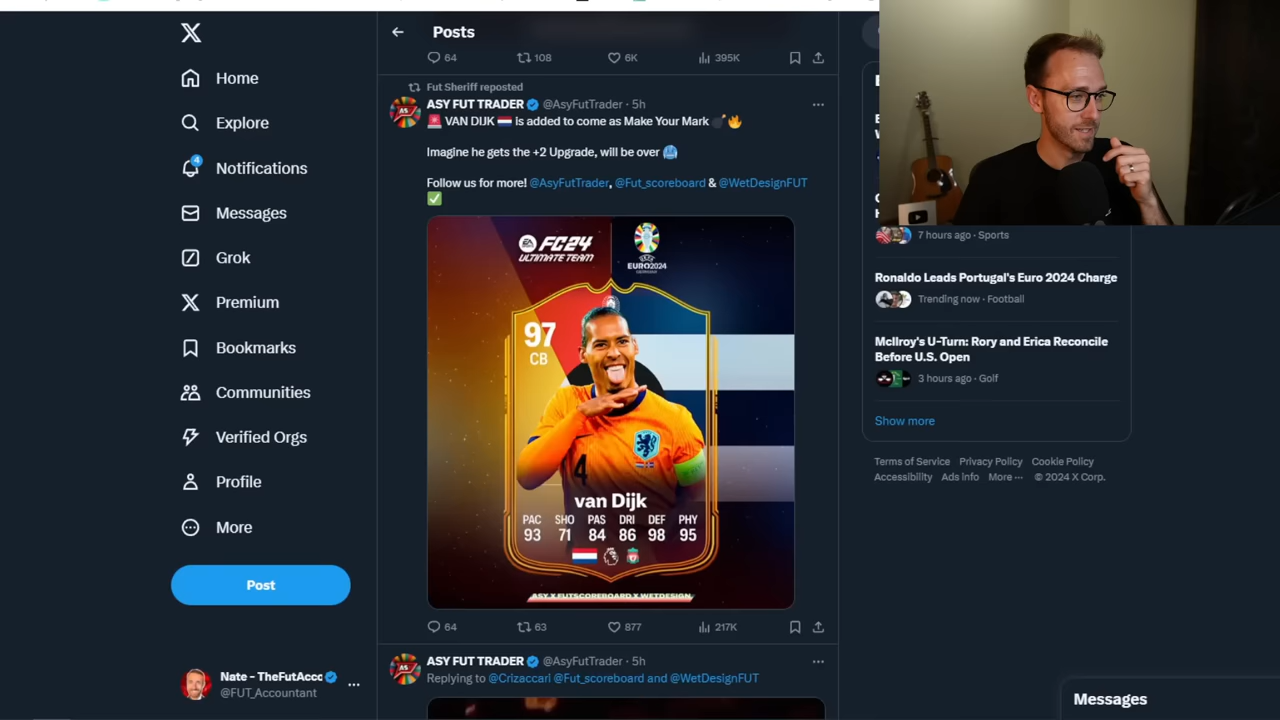 Posts
64 108 6K 395K
Home
Explore
4
Notifications
Messages
Grok
Premium
Bookmarks
Communities
Verified Orgs
Profile
More
Post
Nate - TheFutAcco
@FUT_Accountant
Fut Sheriff reposted
ASY FUT TRADER @AsyFutTrader · 5h
🚨 VAN DIJK 🇳🇱 is added to come as Make Your Mark 💣🔥
Imagine he gets the +2 Upgrade, will be over 🥶
Follow us for more! @AsyFutTrader, @Fut_scoreboard & @WetDesignFUT
✅
EA FC24
ULTIMATE TEAM
UEFA
EURO2024
97
CB
4
van Dijk
PAC SHO PAS DRI DEF PHY
93 71 84 86 98 95
ASY X FUTSCOREBOARD X WETDESIGN
64 63 877 217K
ASY FUT TRADER @AsyFutTrader · 5h
Replying to @Crizaccarl @Fut_scoreboard and @WetDesignFUT
7 hours ago · Sports
Ronaldo Leads Portugal's Euro 2024 Charge
Trending now · Football
McIlroy's U-Turn: Rory and Erica Reconcile
Before U.S. Open
3 hours ago · Golf
Show more
Terms of Service Privacy Policy Cookie Policy
Accessibility Ads info More ··· © 2024 X Corp.
Messages